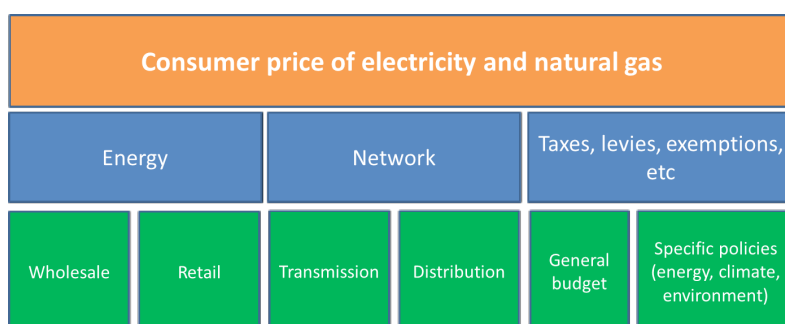 Consumer price of electricity and natural gas
Energy
Network
Taxes, levies, exemptions,
etc
Wholesale
Retail
Transmission
Distribution
General
budget
Specific policies
(energy, climate,
environment)